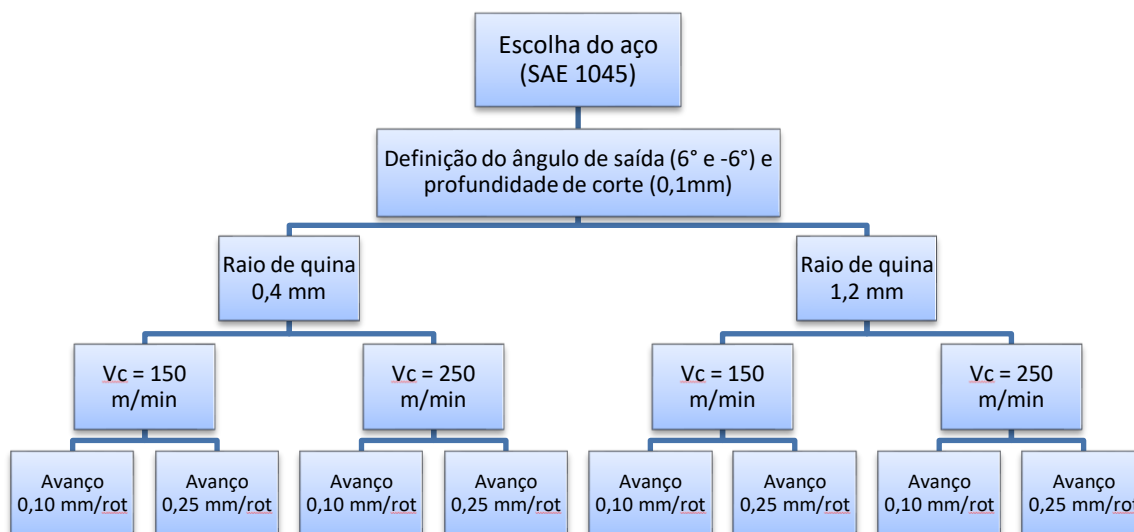 Escolha do aço
(SAE 1045)
Definição do ângulo de saída (6° e -6°) e
profundidade de corte (0,1mm)
Raio de quina
0,4 mm
Raio de quina
1,2 mm
Vc = 150
m/min
Vc = 250
m/min
Vc = 150
m/min
Vc = 250
m/min
Avanço
0,10 mm/rot
Avanço
0,25 mm/rot
Avanço
0,10 mm/rot
Avanço
0,25 mm/rot
Avanço
0,10 mm/rot
Avanço
0,25 mm/rot
Avanço
0,10 mm/rot
Avanço
0,25 mm/rot